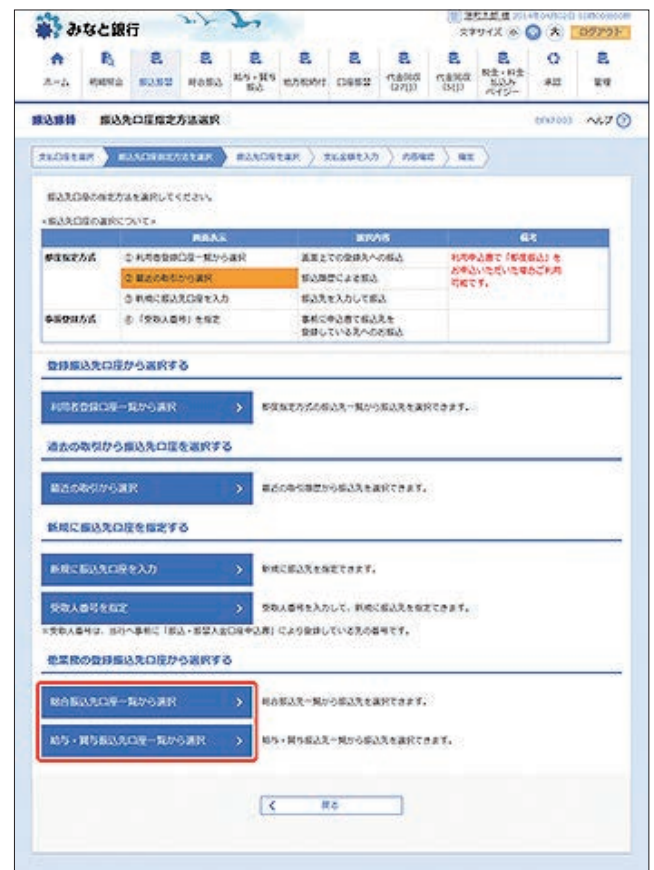 みなと銀行
文字サイズ 小 中 大 ログアウト
ホーム 明細照会 振込振替 総合振込 給与・賞与振込 地方税納付 口座振替 代金回収(27日) 代金回収(5日) 税金・料金払込みペイジー 承認 管理
振込振替 振込先口座指定方法選択 ヘルプ
支払口座を選択 振込先口座指定方法を選択 振込先口座を選択 支払金額を入力 内容確認 確定
振込先口座の指定方法を選択してください。
<振込先口座の選択について>
画面表示 選択内容 備考
都度指定方式 ① 利用者登録口座一覧から選択 画面上での登録先への振込 利用申込書で「都度振込」を
お申込いただいた場合ご利用
可能です。
② 最近の取引から選択 振込履歴による振込
③ 新規に振込先口座を入力 振込先を入力して振込
事前登録方式 ④ 「受取人番号」を指定 事前に申込書で振込先を
登録している先へのお振込
登録振込先口座から選択する
利用者登録口座一覧から選択 都度指定方式の振込先一覧から振込先を選択できます。
過去の取引から振込先口座を選択する
最近の取引から選択 最近の取引履歴から振込先を選択できます。
新規に振込先口座を指定する
新規に振込先口座を入力 新規に振込先を指定できます。
受取人番号を指定 受取人番号を入力して、新規に振込先を指定できます。
※受取人番号は、当行へ事前に「振込・振替入金口座申込書」により登録している先の番号です。
他業務の登録振込先口座から選択する
総合振込先口座一覧から選択 総合振込先一覧から振込先を選択できます。
給与・賞与振込先口座一覧から選択 給与・賞与振込先一覧から振込先を選択できます。
戻る